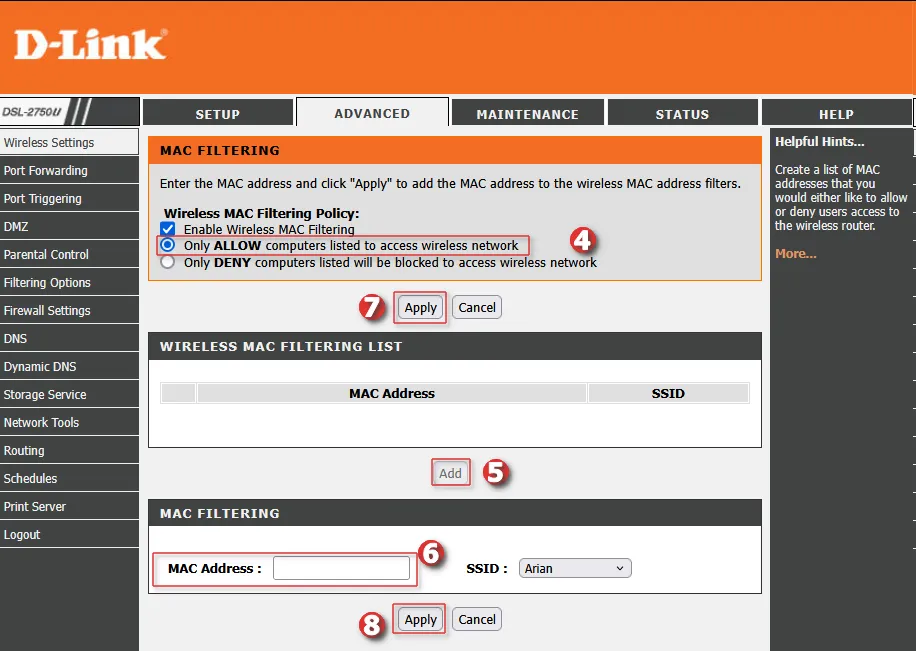 D-Link
DSL-2750U
SETUP
ADVANCED
MAINTENANCE
STATUS
HELP
Wireless Settings
Port Forwarding
Port Triggering
DMZ
Parental Control
Filtering Options
Firewall Settings
DNS
Dynamic DNS
Storage Service
Network Tools
Routing
Schedules
Print Server
Logout
MAC FILTERING
Enter the MAC address and click "Apply" to add the MAC address to the wireless MAC address filters.
Wireless MAC Filtering Policy:
Enable Wireless MAC Filtering
Only ALLOW computers listed to access wireless network
4
Only DENY computers listed will be blocked to access wireless network
7 Apply Cancel
WIRELESS MAC FILTERING LIST
MAC Address SSID
Add 5
MAC FILTERING
6
MAC Address : SSID : Arian
8 Apply Cancel
Helpful Hints...
Create a list of MAC
addresses that you
would either like to allow
or deny users access to
the wireless router.
More...